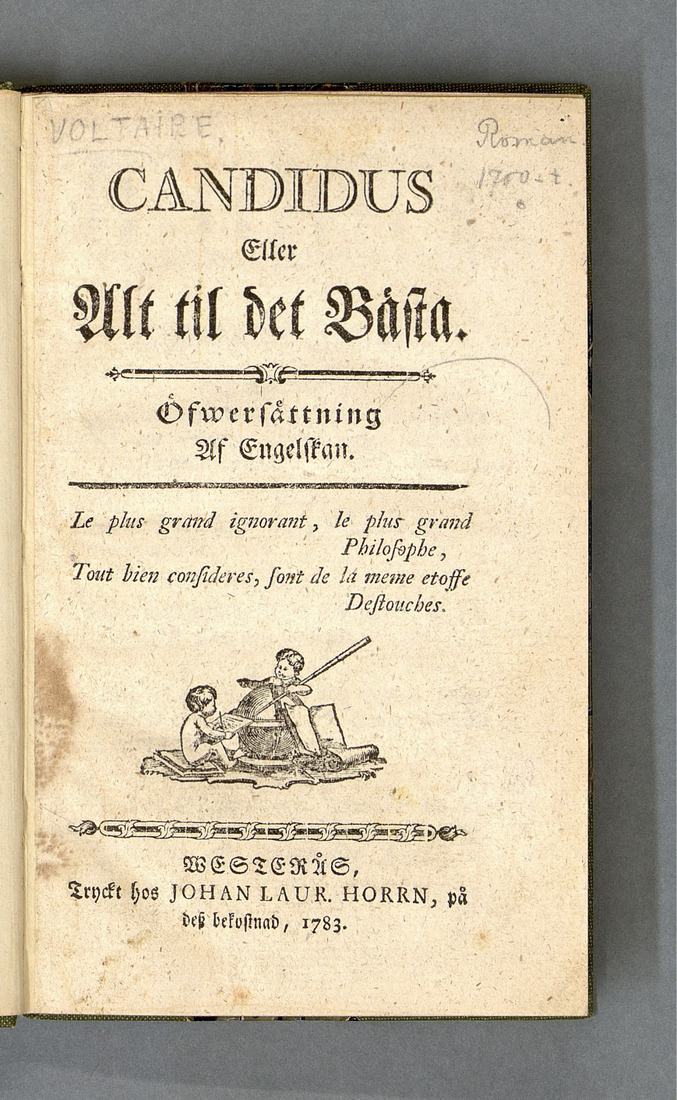 VOLTAIRE.
Roman.
CANDIDUS
Eller
Alt til det Bäſta.
Öfwerſättning
Af Engelſkan.
Le plus grand ignorant, le plus grand
Philoſophe,
Tout bien conſideres, ſont de la meme etoffe
Deſtouches.
WESTERÅS,
Tryckt hos JOHAN LAUR. HORRN, på
deß bekoſtnad, 1783.